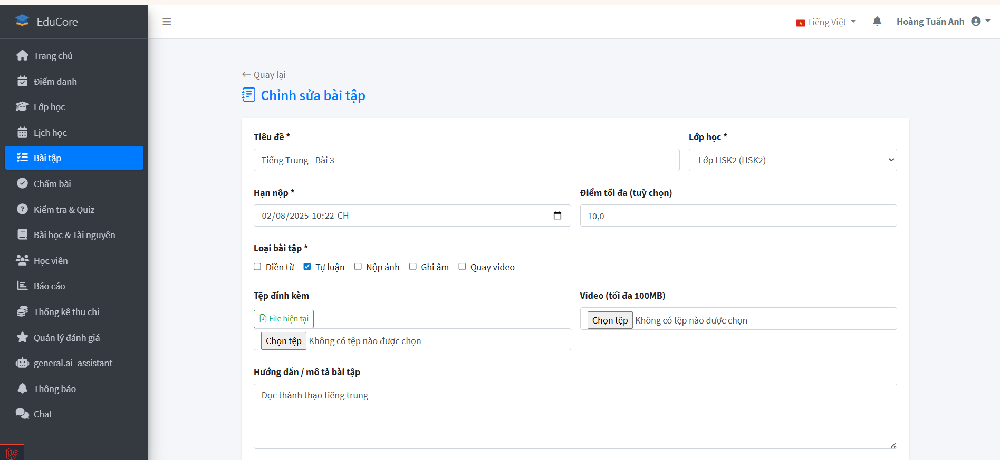 EduCore
Tiếng Việt
Hoàng Tuấn Anh
Trang chủ
Điểm danh
Lớp học
Lịch học
Bài tập
Chấm bài
Kiểm tra & Quiz
Bài học & Tài nguyên
Học viên
Báo cáo
Thống kê thu chi
Quản lý đánh giá
general.ai_assistant
Thông báo
Chat
← Quay lại
Chỉnh sửa bài tập
Tiêu đề *
Lớp học *
Tiếng Trung - Bài 3
Lớp HSK2 (HSK2)
Hạn nộp *
Điểm tối đa (tuỳ chọn)
02/08/2025 10:22 CH
10,0
Loại bài tập *
Điền từ Tự luận Nộp ảnh Ghi âm Quay video
Tệp đính kèm
Video (tối đa 100MB)
File hiện tại
Chọn tệp Không có tệp nào được chọn
Chọn tệp Không có tệp nào được chọn
Hướng dẫn / mô tả bài tập
Đọc thành thạo tiếng trung